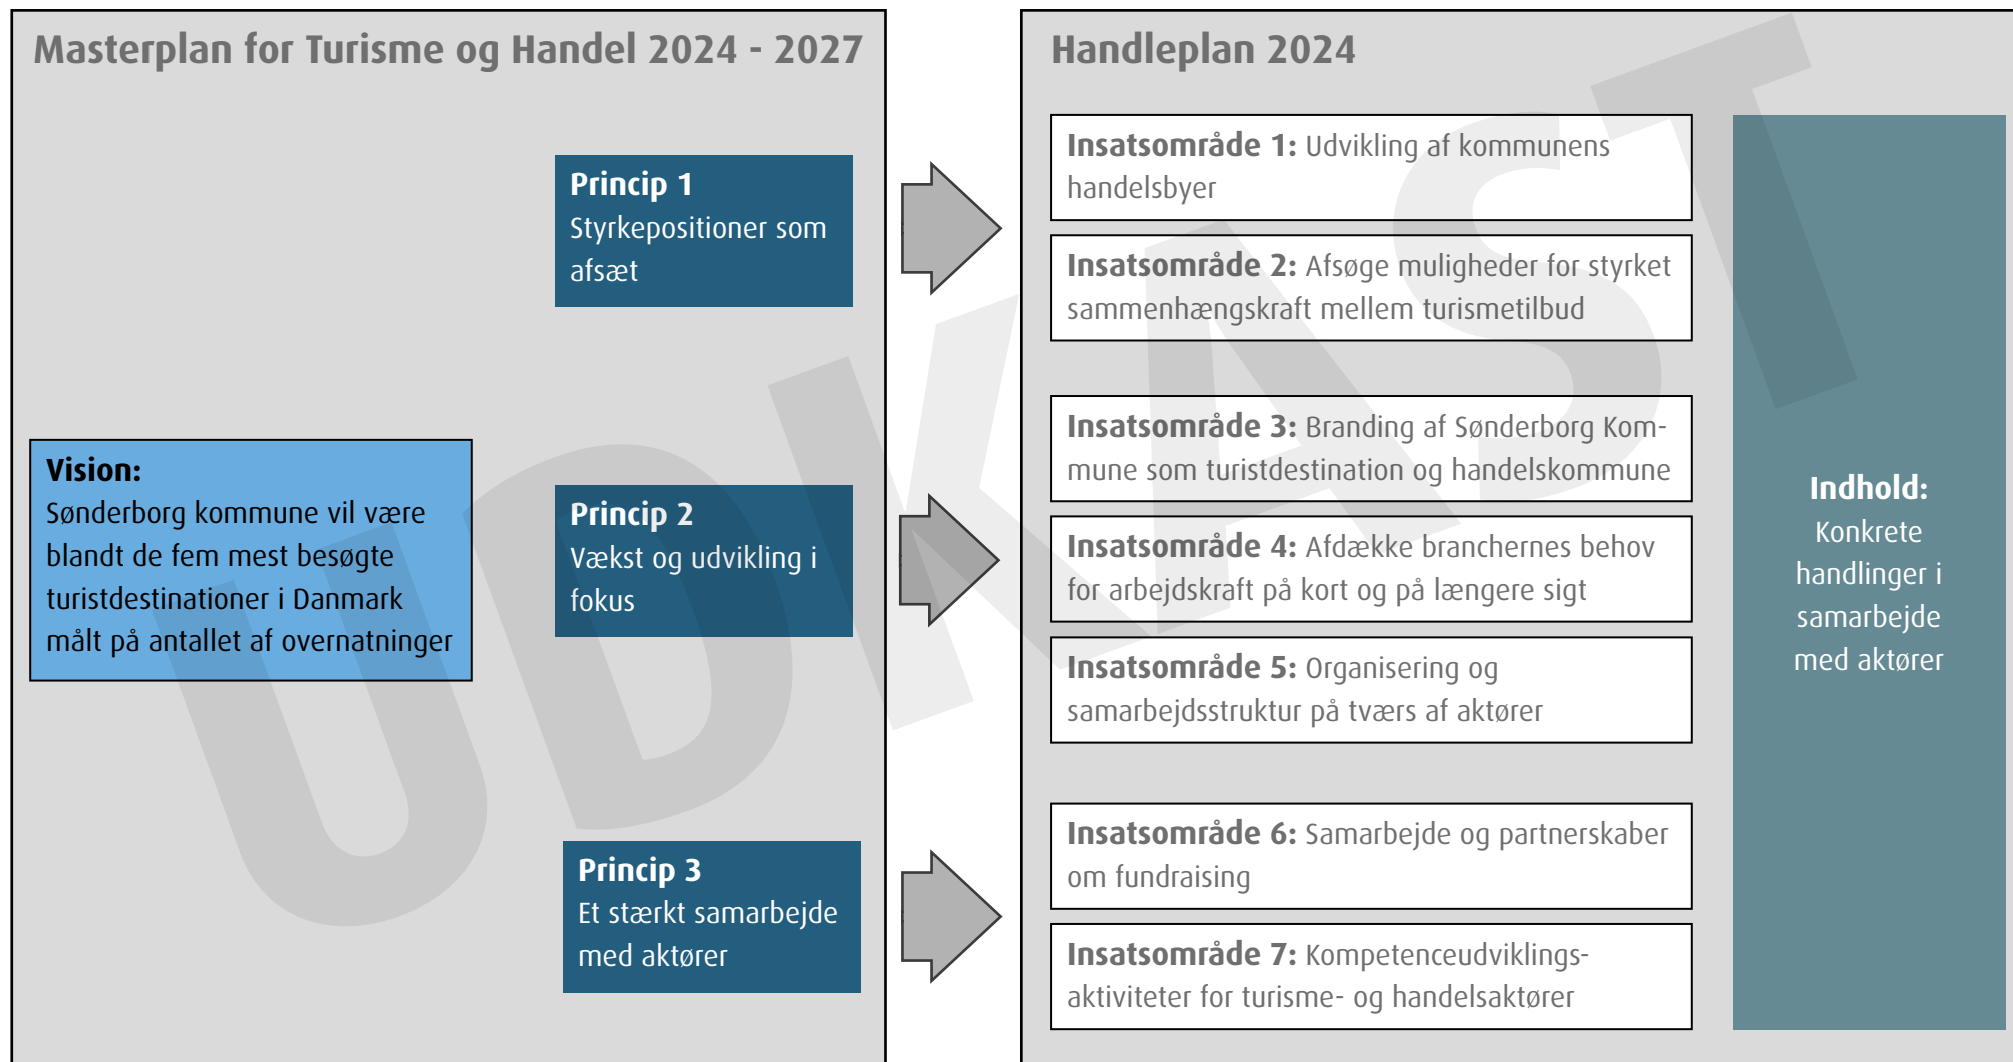 Masterplan for Turisme og Handel 2024 - 2027
Vision:
Sønderborg kommune vil være
blandt de fem mest besøgte
turistdestinationer i Danmark
målt på antallet af overnatninger
Princip 1
Styrkepositioner som
afsæt
Princip 2
Vækst og udvikling i
fokus
Princip 3
Et stærkt samarbejde
med aktører
Handleplan 2024
Insatsområde 1: Udvikling af kommunens
handelsbyer
Insatsområde 2: Afsøge muligheder for styrket
sammenhængskraft mellem turismetilbud
Insatsområde 3: Branding af Sønderborg Kom-
mune som turistdestination og handelskommune
Insatsområde 4: Afdække branchernes behov
for arbejdskraft på kort og på længere sigt
Insatsområde 5: Organisering og
samarbejdsstruktur på tværs af aktører
Insatsområde 6: Samarbejde og partnerskaber
om fundraising
Insatsområde 7: Kompetenceudviklings-
aktiviteter for turisme- og handelsaktører
Indhold:
Konkrete
handlinger i
samarbejde
med aktører
UDKAST